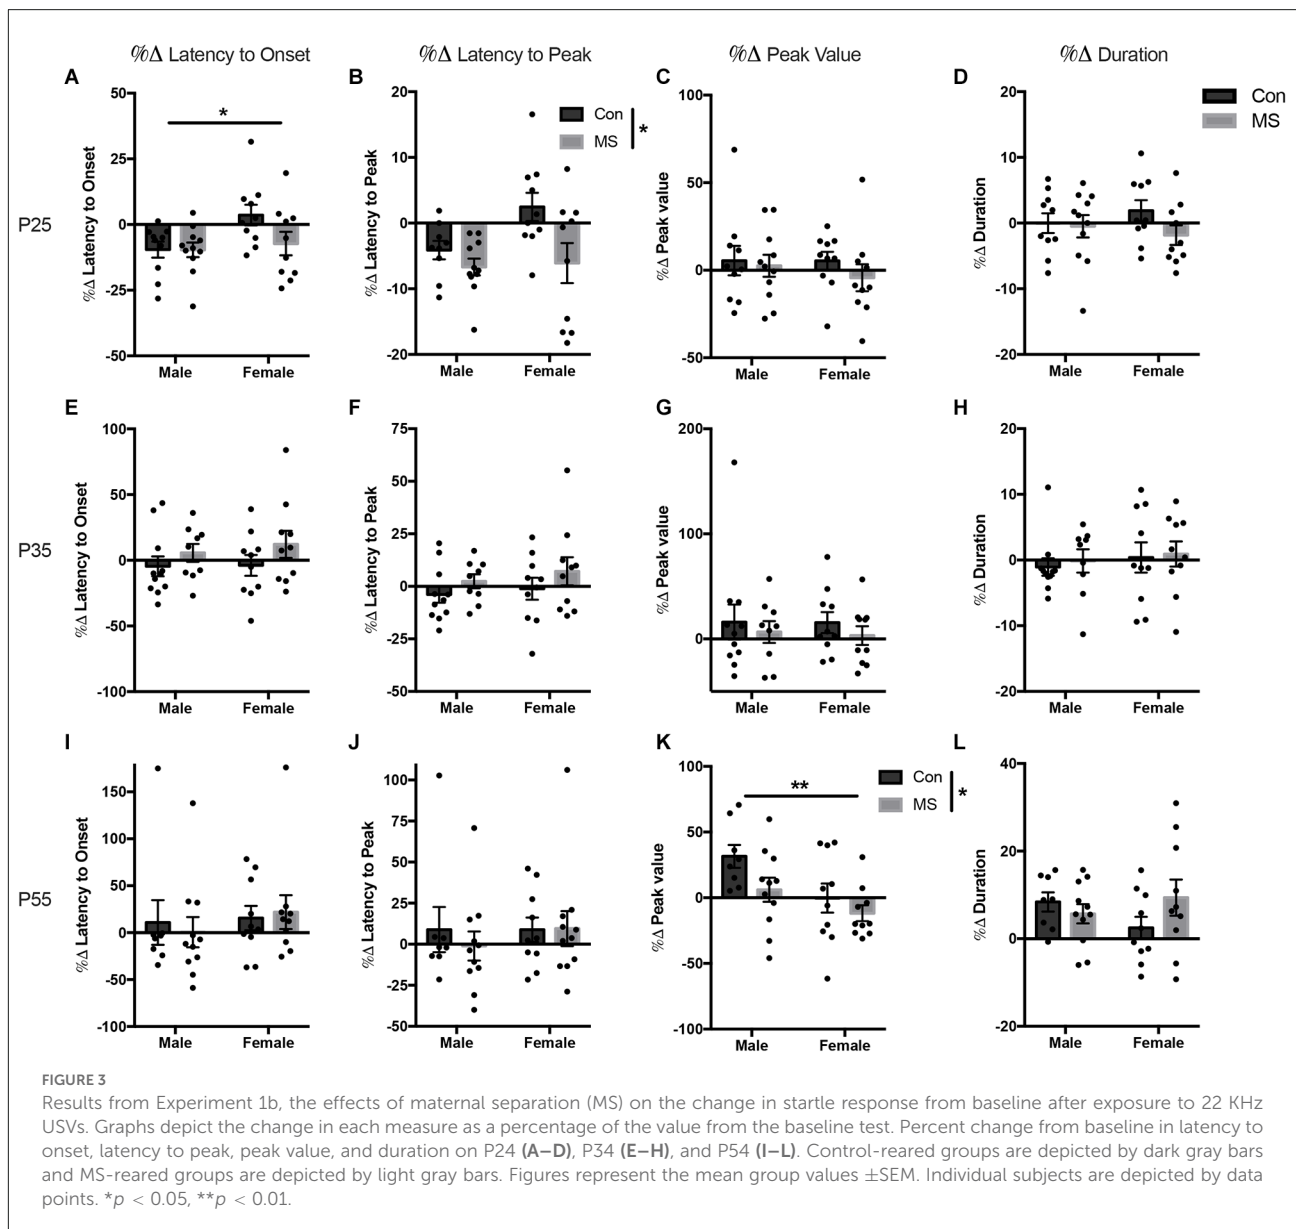 %Δ Latency to Onset
%Δ Latency to Peak
%Δ Peak Value
%Δ Duration
P25
A
%Δ Latency to Onset
50
25
0
-25
-50
*
Male
Female
B
%Δ Latency to Peak
20
10
0
-10
-20
Con
MS
*
Male
Female
C
%Δ Peak value
100
50
0
-50
Male
Female
D
%Δ Duration
20
10
0
-10
-20
Male
Female
Con
MS
P35
E
%Δ Latency to Onset
100
50
0
-50
-100
Male
Female
F
%Δ Latency to Peak
75
50
25
0
-25
-50
Male
Female
G
%Δ Peak value
200
100
0
Male
Female
H
%Δ Duration
20
10
0
-10
-20
Male
Female
P55
I
%Δ Latency to Onset
150
100
50
0
-50
-100
Male
Female
J
%Δ Latency to Peak
100
75
50
25
0
-25
-50
Male
Female
K
%Δ Peak value
100
50
0
-50
-100
**
Con
MS
*
Male
Female
L
%Δ Duration
40
20
0
-20
Male
Female
FIGURE 3
Results from Experiment 1b, the effects of maternal separation (MS) on the change in startle response from baseline after exposure to 22 KHz
USVs. Graphs depict the change in each measure as a percentage of the value from the baseline test. Percent change from baseline in latency to
onset, latency to peak, peak value, and duration on P24 (A–D), P34 (E–H), and P54 (I–L). Control-reared groups are depicted by dark gray bars
and MS-reared groups are depicted by light gray bars. Figures represent the mean group values ±SEM. Individual subjects are depicted by data
points. *p < 0.05, **p < 0.01.